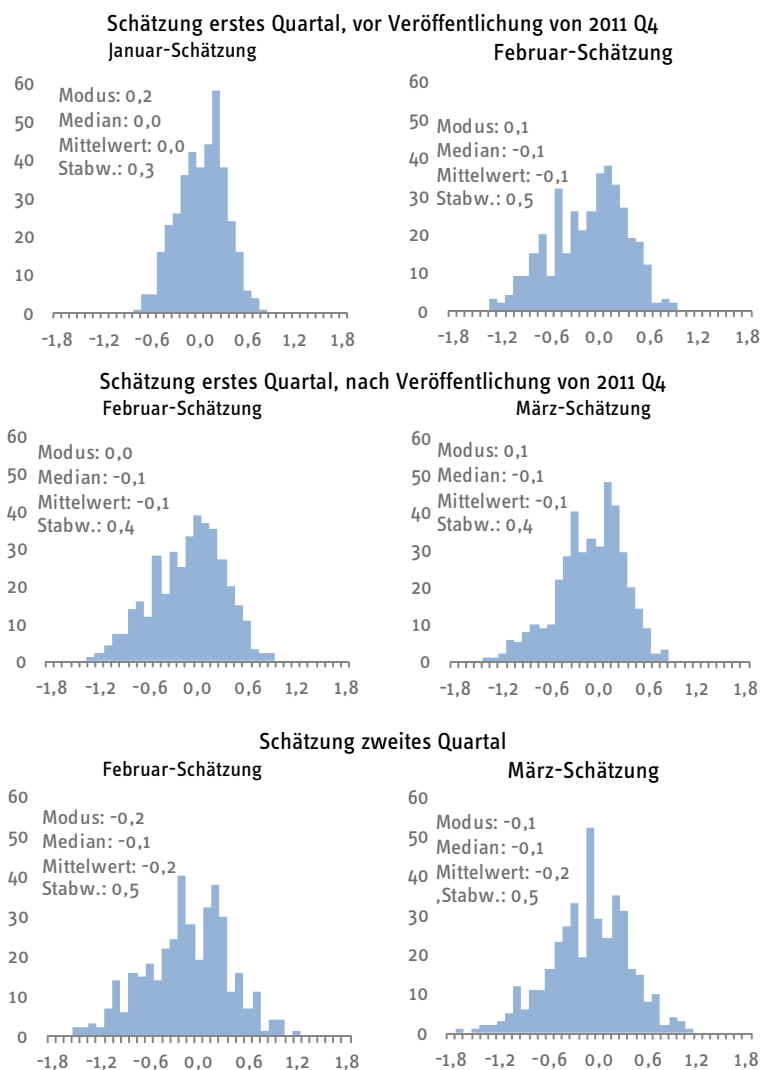 Schätzung erstes Quartal, vor Veröffentlichung von 2011 Q4
Januar-Schätzung
60
50
40
30
20
10
0
Modus: 0,2
Median: 0,0
Mittelwert: 0,0
Stabw.: 0,3
-1,8 -1,2 -0,6 0,0 0,6 1,2 1,8
Februar-Schätzung
60
50
40
30
20
10
0
Modus: 0,1
Median: -0,1
Mittelwert: -0,1
Stabw.: 0,5
-1,8 -1,2 -0,6 0,0 0,6 1,2 1,8
Schätzung erstes Quartal, nach Veröffentlichung von 2011 Q4
Februar-Schätzung
60
50
40
30
20
10
0
Modus: 0,0
Median: -0,1
Mittelwert: -0,1
Stabw.: 0,4
-1,8 -1,2 -0,6 0,0 0,6 1,2 1,8
März-Schätzung
60
50
40
30
20
10
0
Modus: 0,1
Median: -0,1
Mittelwert: -0,1
Stabw.: 0,4
-1,8 -1,2 -0,6 0,0 0,6 1,2 1,8
Schätzung zweites Quartal
Februar-Schätzung
60
50
40
30
20
10
0
Modus: -0,2
Median: -0,1
Mittelwert: -0,2
Stabw.: 0,5
-1,8 -1,2 -0,6 0,0 0,6 1,2 1,8
März-Schätzung
60
50
40
30
20
10
0
Modus: -0,1
Median: -0,1
Mittelwert: -0,2
,Stabw.: 0,5
-1,8 -1,2 -0,6 0,0 0,6 1,2 1,8